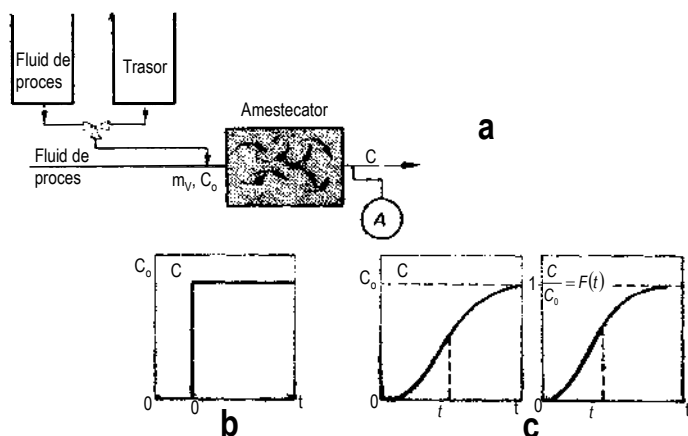 Fluid de
proces
Trasor
Amestecator
a
Fluid de
proces
m_V, C_o
C
A
C_o
C
0
0
t
b
C_o
C
0
t
t
1
C/C_0 = F(t)
0
t
t
c